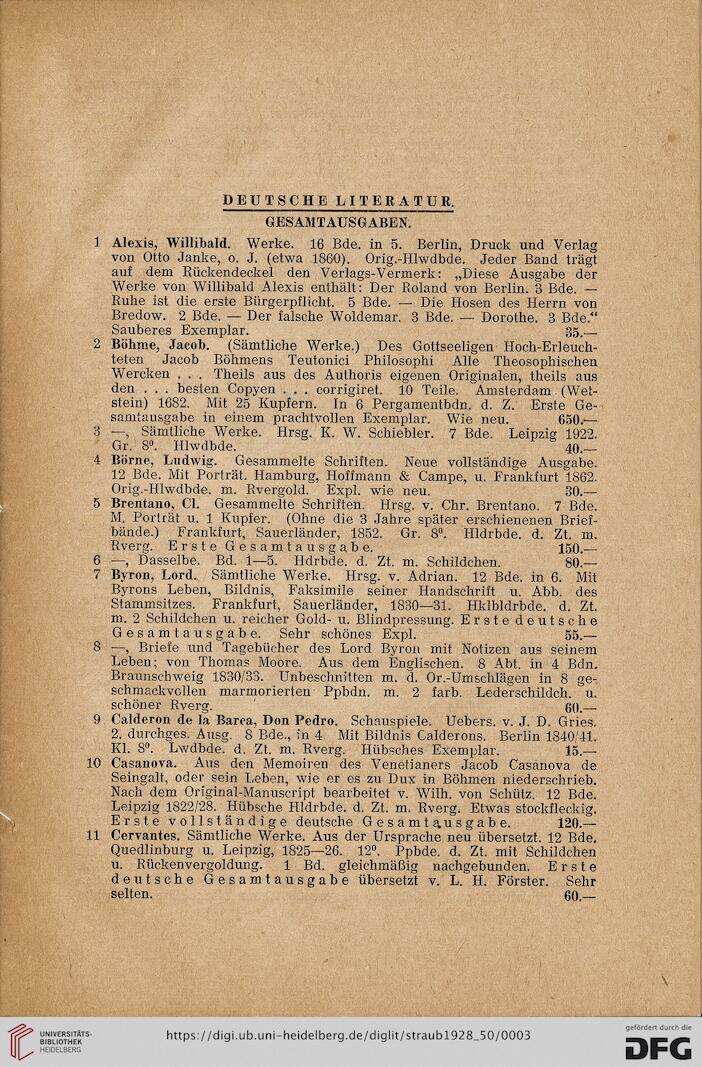 DEUTSCHE LITERATUR.
GESAMTAUSGABEN.
1 Alexis, Willibald. Werke. 16 Bde. in 5. Berlin, Druck und Verlag
von Otto Janke, o. J. (etwa 1860). Orig.-Hlwdbde. Jeder Band trägt
auf dem Rückendeckel den Verlags-Vermerk: „Diese Ausgabe der
Werke von Willibald Alexis enthält: Der Roland von Berlin. 3 Bde. —
Ruhe ist die erste Bürgerpflicht. 5 Bde. — Die Hosen des Herrn von
Bredow. 2 Bde. — Der falsche Woldemar. 3 Bde. — Dorothe. 3 Bde.“
Sauberes Exemplar. 35.—
2 Böhme, Jacob. (Sämtliche Werke.) Des Gottseeligen Hoch-Erleuch-
teten Jacob Böhmens Teutonici Philosophi Alle Theosophischen
Wercken . . . Theils aus des Authoris eigenen Originalen, theils aus
den . . . besten Copyen . . . corrigiret. 10 Teile. Amsterdam (Wet-
stein) 1682. Mit 25 Kupfern. In 6 Pergamentbdn. d. Z. Erste Ge-
samtausgabe in einem prachtvollen Exemplar. Wie neu. 650.—
3 —, Sämtliche Werke. Hrsg. K. W. Schiebler. 7 Bde. Leipzig 1922.
Gr. 8⁰. Hlwdbde. 40.—
4 Börne, Ludwig. Gesammelte Schriften. Neue vollständige Ausgabe.
12 Bde. Mit Porträt. Hamburg, Hoffmann & Campe, u. Frankfurt 1862.
Orig.-Hlwdbde. m. Rvergold. Expl. wie neu. 30.—
5 Brentano, Cl. Gesammelte Schriften. Hrsg. v. Chr. Brentano. 7 Bde.
M. Porträt u. 1 Kupfer. (Ohne die 3 Jahre später erschienenen Brief-
bände.) Frankfurt, Sauerländer, 1852. Gr. 8⁰. Hldrbde. d. Zt. m.
Rverg. Erste Gesamtausgabe. 150.—
6 —, Dasselbe. Bd. 1—5. Hdrbde. d. Zt. m. Schildchen. 80.—
7 Byron, Lord. Sämtliche Werke. Hrsg. v. Adrian. 12 Bde. in 6. Mit
Byrons Leben, Bildnis, Faksimile seiner Handschrift u. Abb. des
Stammsitzes. Frankfurt, Sauerländer, 1830—31. Hklbldrbde. d. Zt.
m. 2 Schildchen u. reicher Gold- u. Blindpressung. Erste deutsche
Gesamtausgabe. Sehr schönes Expl. 55.—
8 —, Briefe und Tagebücher des Lord Byron mit Notizen aus seinem
Leben; von Thomas Moore. Aus dem Englischen. 8 Abt. in 4 Bdn.
Braunschweig 1830/33. Unbeschnitten m. d. Or.-Umschlägen in 8 ge-
schmackvollen marmorierten Ppbdn. m. 2 farb. Lederschildch. u.
schöner Rverg. 60.—
9 Calderon de la Barca, Don Pedro. Schauspiele. Uebers. v. J. D. Gries.
2. durchges. Ausg. 8 Bde., in 4 Mit Bildnis Calderons. Berlin 1840/41.
Kl. 8⁰. Lwdbde. d. Zt. m. Rverg. Hübsches Exemplar. 15.—
10 Casanova. Aus den Memoiren des Venetianers Jacob Casanova de
Seingalt, oder sein Leben, wie er es zu Dux in Böhmen niederschrieb.
Nach dem Original-Manuscript bearbeitet v. Wilh. von Schütz. 12 Bde.
Leipzig 1822/28. Hübsche Hldrbde. d. Zt. m. Rverg. Etwas stockfleckig.
Erste vollständige deutsche Gesamtausgabe. 120.—
11 Cervantes. Sämtliche Werke. Aus der Ursprache neu übersetzt. 12 Bde.
Quedlinburg u. Leipzig, 1825—26. 12⁰. Ppbde. d. Zt. mit Schildchen
u. Rückenvergoldung. 1 Bd. gleichmäßig nachgebunden. Erste
deutsche Gesamtausgabe übersetzt v. L. H. Förster. Sehr
selten. 60.—
UNIVERSITÄTS-
BIBLIOTHEK
HEIDELBERG
https://digi.ub.uni-heidelberg.de/diglit/straub1928_50/0003
gefördert durch die
DFG